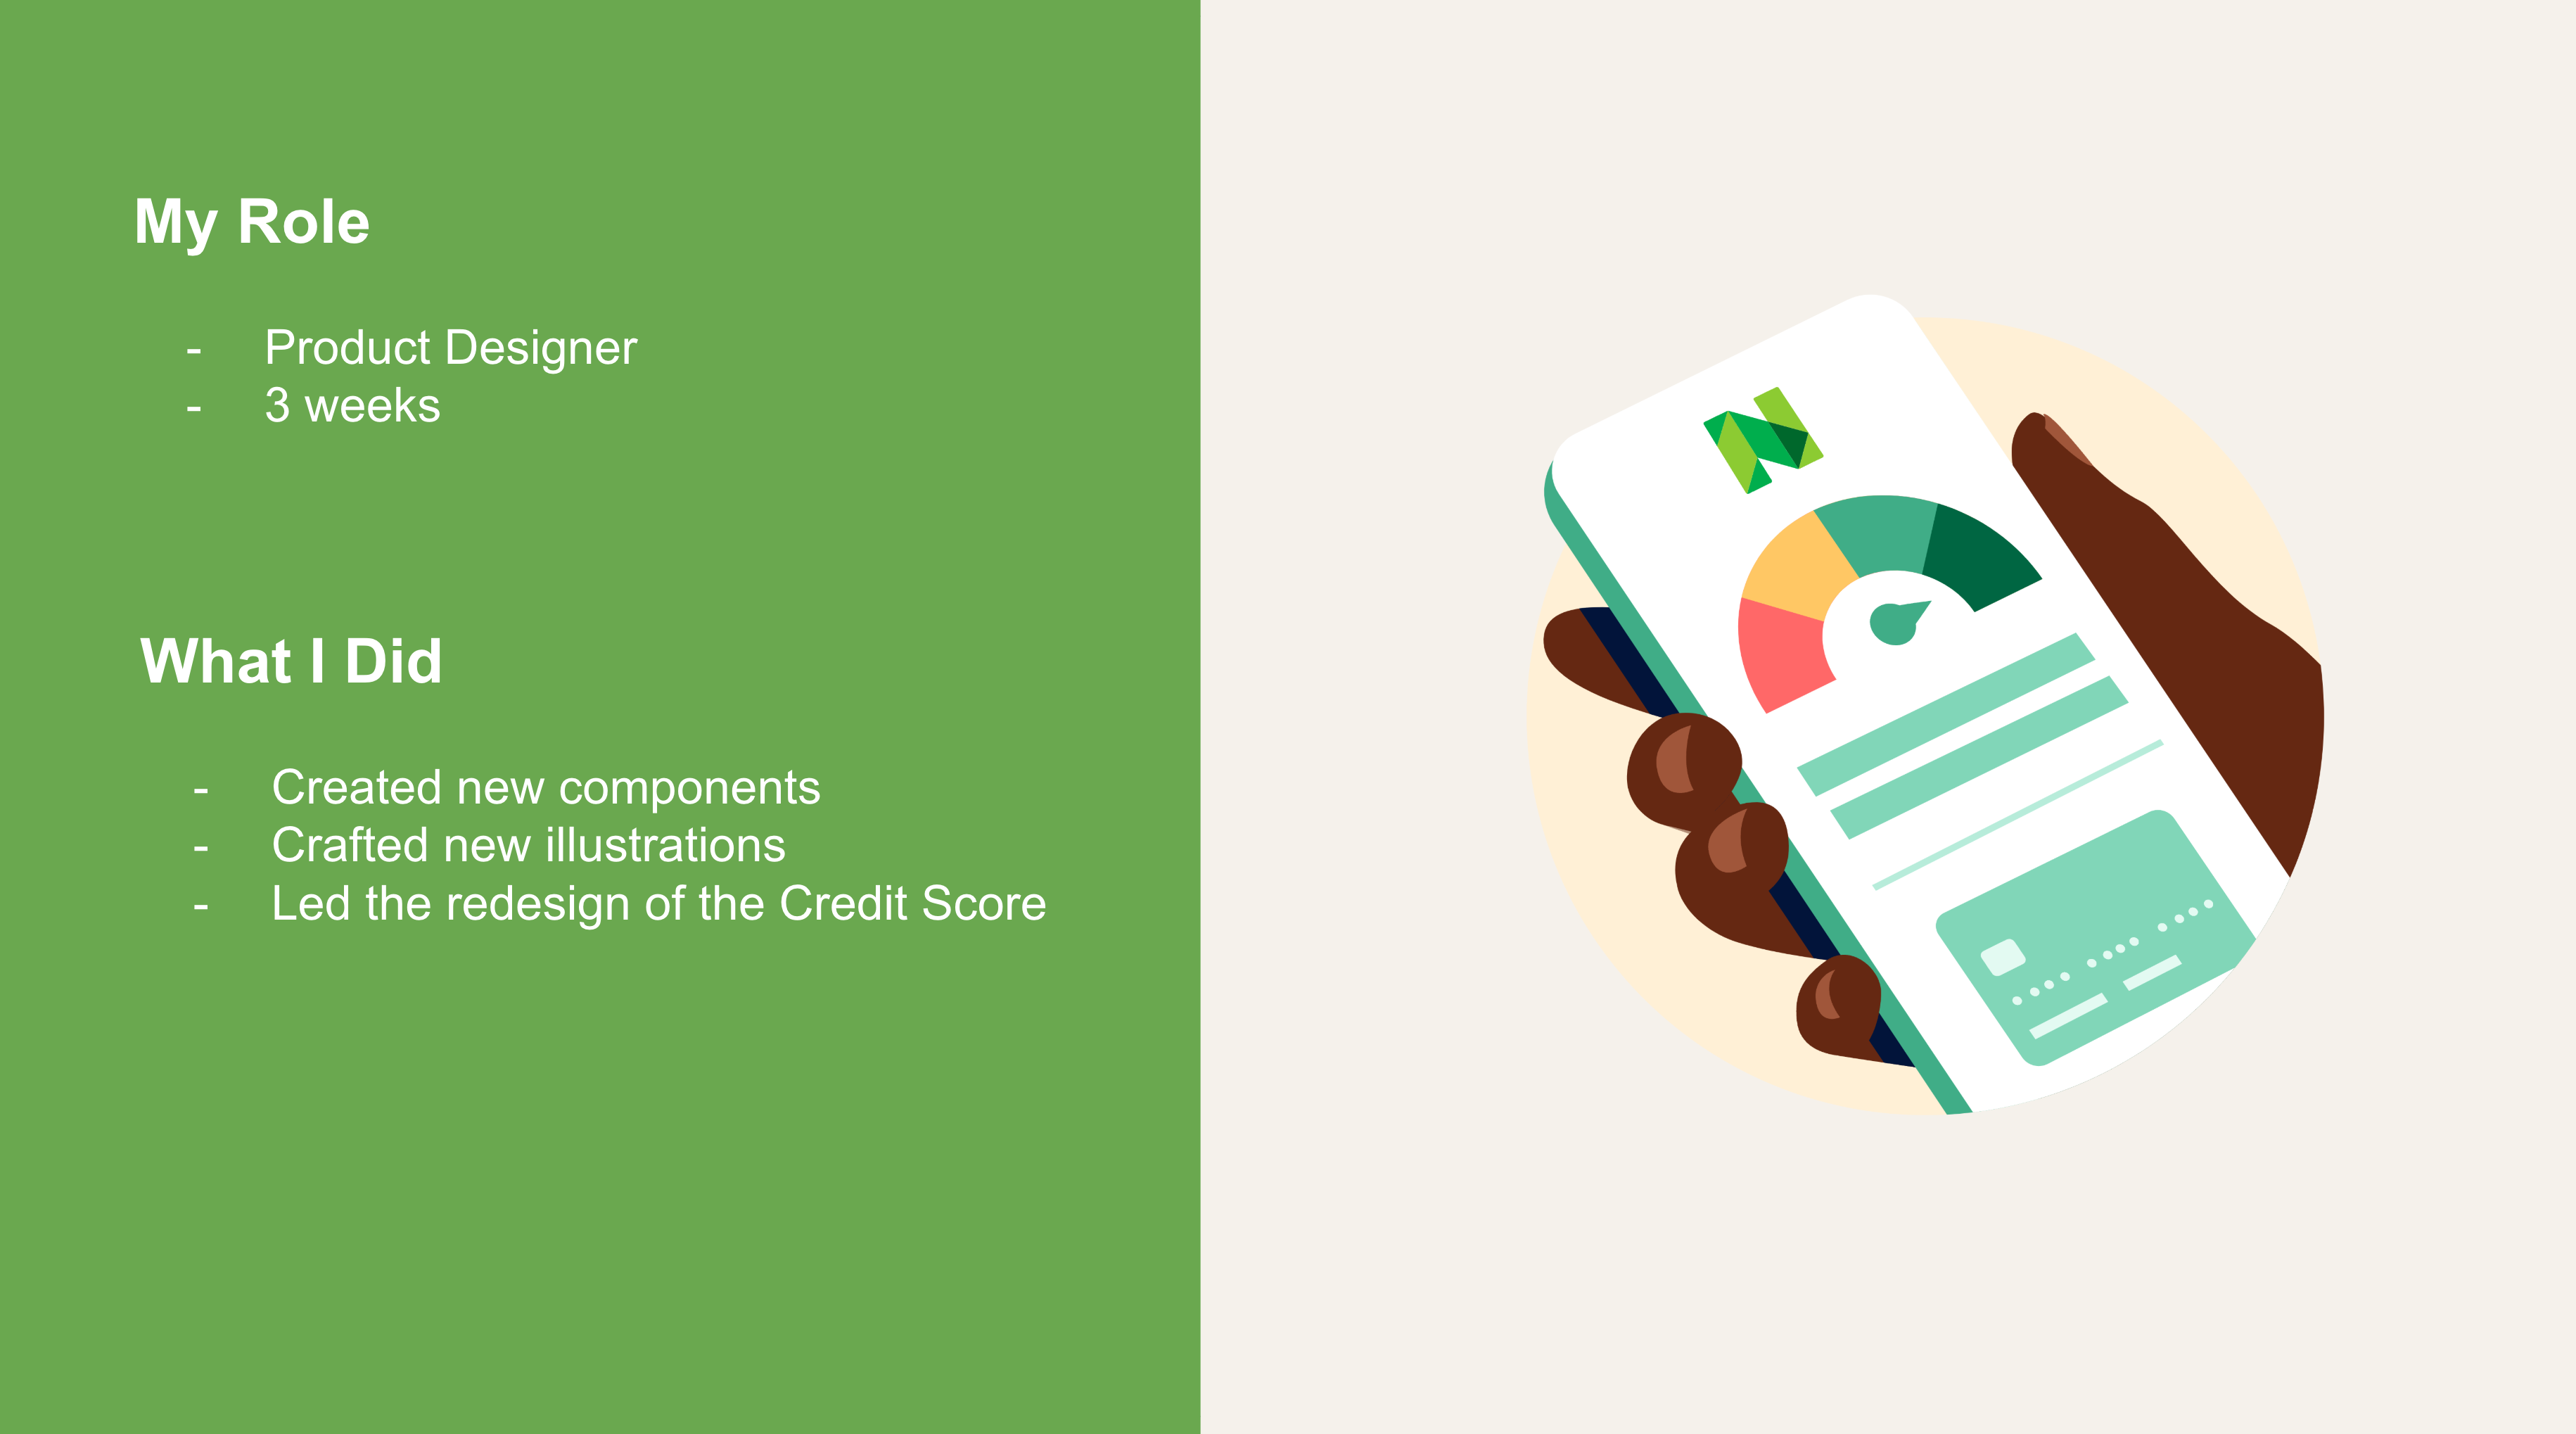 My Role
- Product Designer
- 3 weeks
What I Did
- Created new components
- Crafted new illustrations
- Led the redesign of the Credit Score